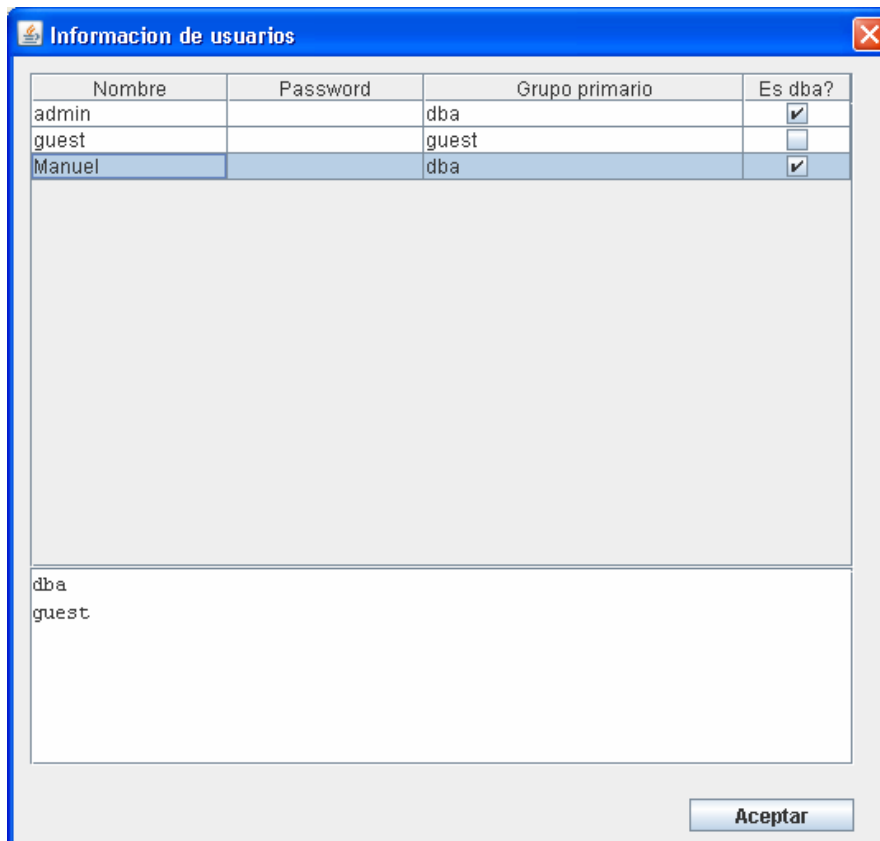 Informacion de usuarios
Nombre Password Grupo primario Es dba?
admin dba
guest guest
Manuel dba
dba
guest
Aceptar